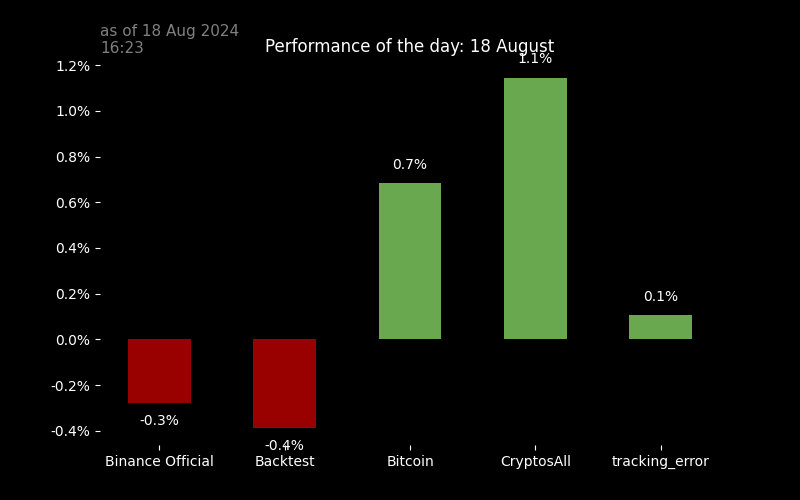 as of 18 Aug 2024
16:23
Performance of the day: 18 August
1.2%
1.0%
0.8%
0.6%
0.4%
0.2%
0.0%
-0.2%
-0.4%
-0.3%
-0.4%
0.7%
1.1%
0.1%
Binance Official
Backtest
Bitcoin
CryptosAll
tracking_error